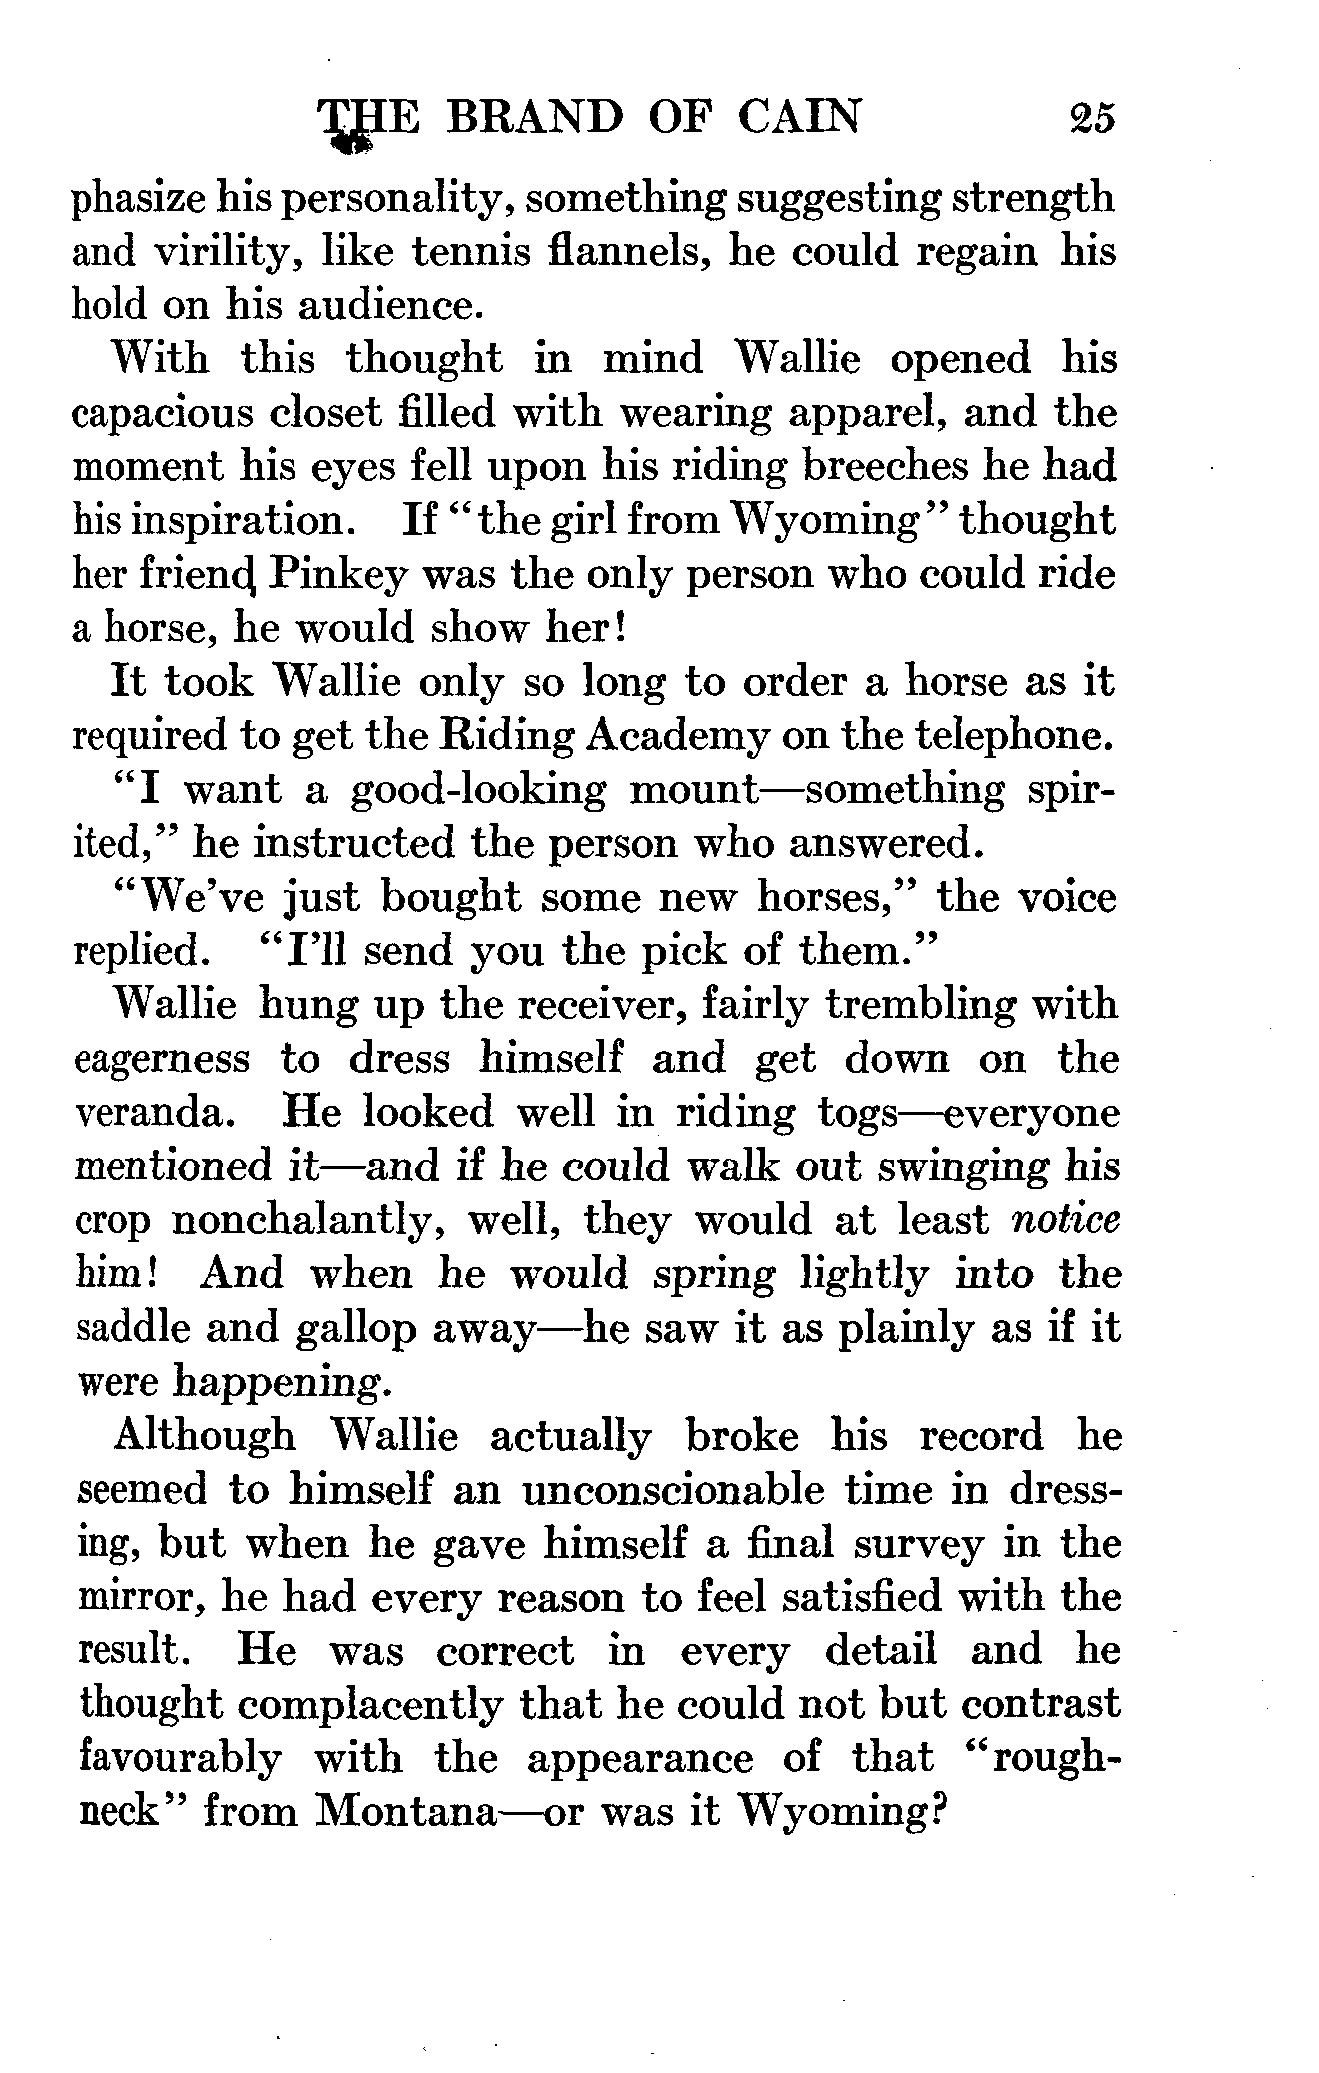 THE BRAND OF CAIN 25
phasize his personality, something suggesting strength
and virility, like tennis flannels, he could regain his
hold on his audience.
With this thought in mind Wallie opened his
capacious closet filled with wearing apparel, and the
moment his eyes fell upon his riding breeches he had
his inspiration. If “the girl from Wyoming” thought
her friend Pinkey was the only person who could ride
a horse, he would show her!
It took Wallie only so long to order a horse as it
required to get the Riding Academy on the telephone.
“I want a good-looking mount—something spir-
ited,” he instructed the person who answered.
“We’ve just bought some new horses,” the voice
replied. “I’ll send you the pick of them.”
Wallie hung up the receiver, fairly trembling with
eagerness to dress himself and get down on the
veranda. He looked well in riding togs—everyone
mentioned it—and if he could walk out swinging his
crop nonchalantly, well, they would at least notice
him! And when he would spring lightly into the
saddle and gallop away—he saw it as plainly as if it
were happening.
Although Wallie actually broke his record he
seemed to himself an unconscionable time in dress-
ing, but when he gave himself a final survey in the
mirror, he had every reason to feel satisfied with the
result. He was correct in every detail and he
thought complacently that he could not but contrast
favourably with the appearance of that “rough-
neck” from Montana—or was it Wyoming?